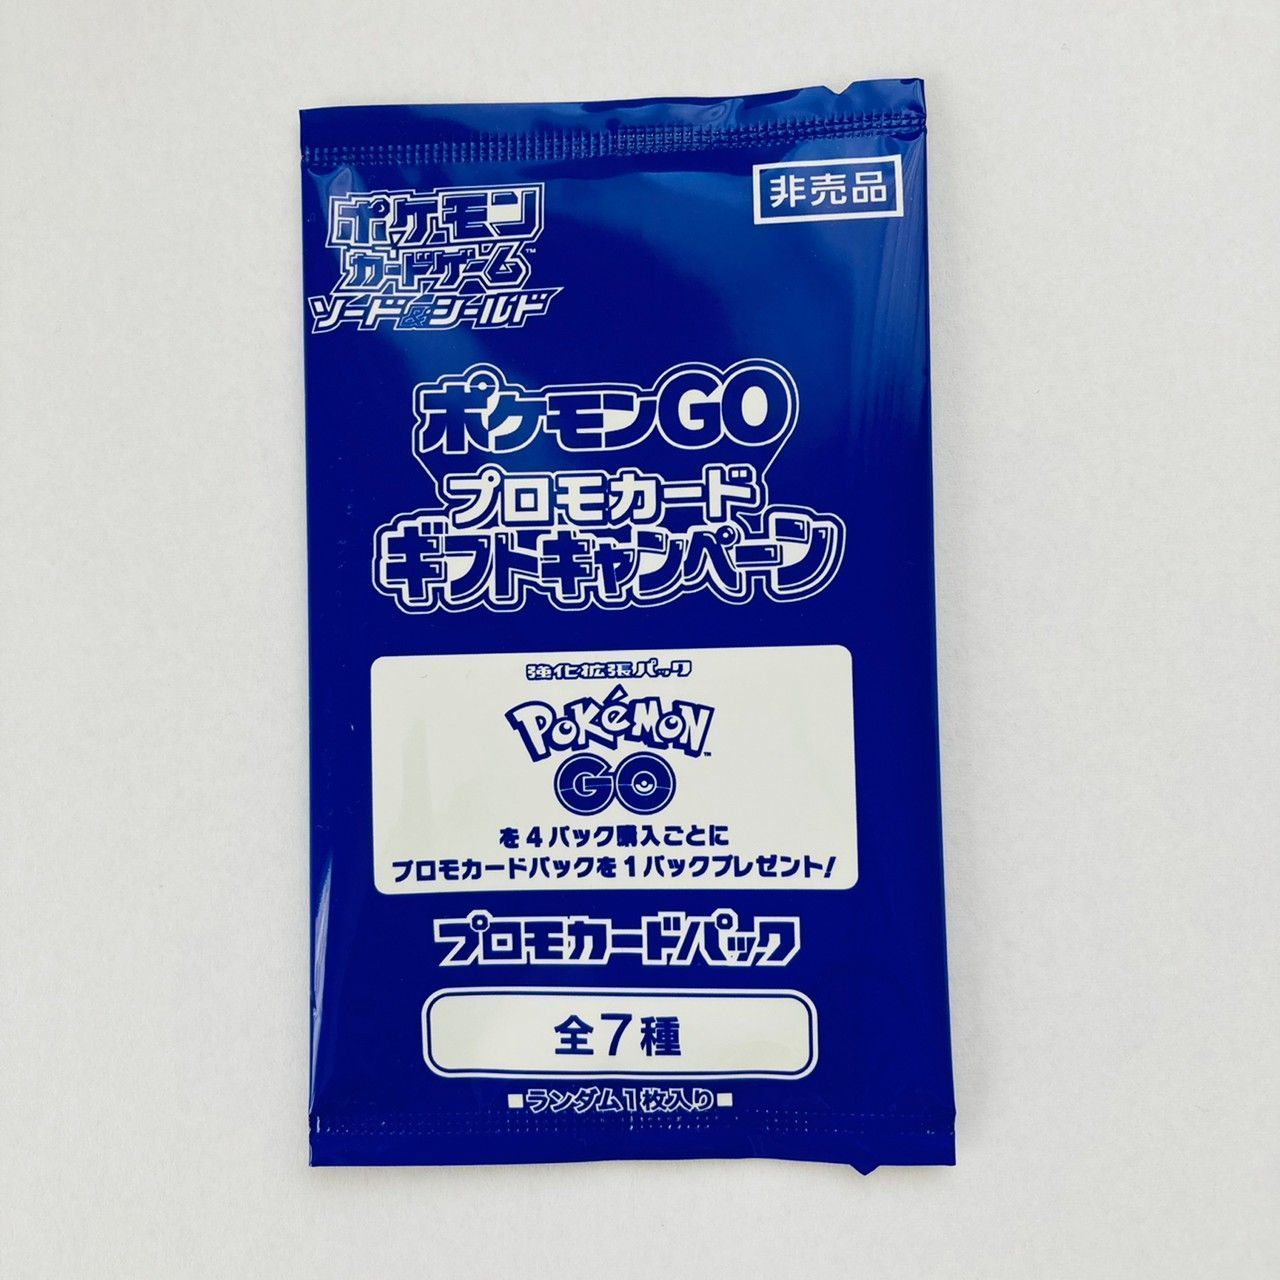 ポケモン
カードゲーム™
ソード&シールド
非売品
ポケモンGO
プロモカード
ギフトキャンペーン
強化拡張パック
POKéMON™
GO
を4パック購入ごとに
プロモカードパックを1パックプレゼント!
プロモカードパック
全7種
■ランダム1枚入り■